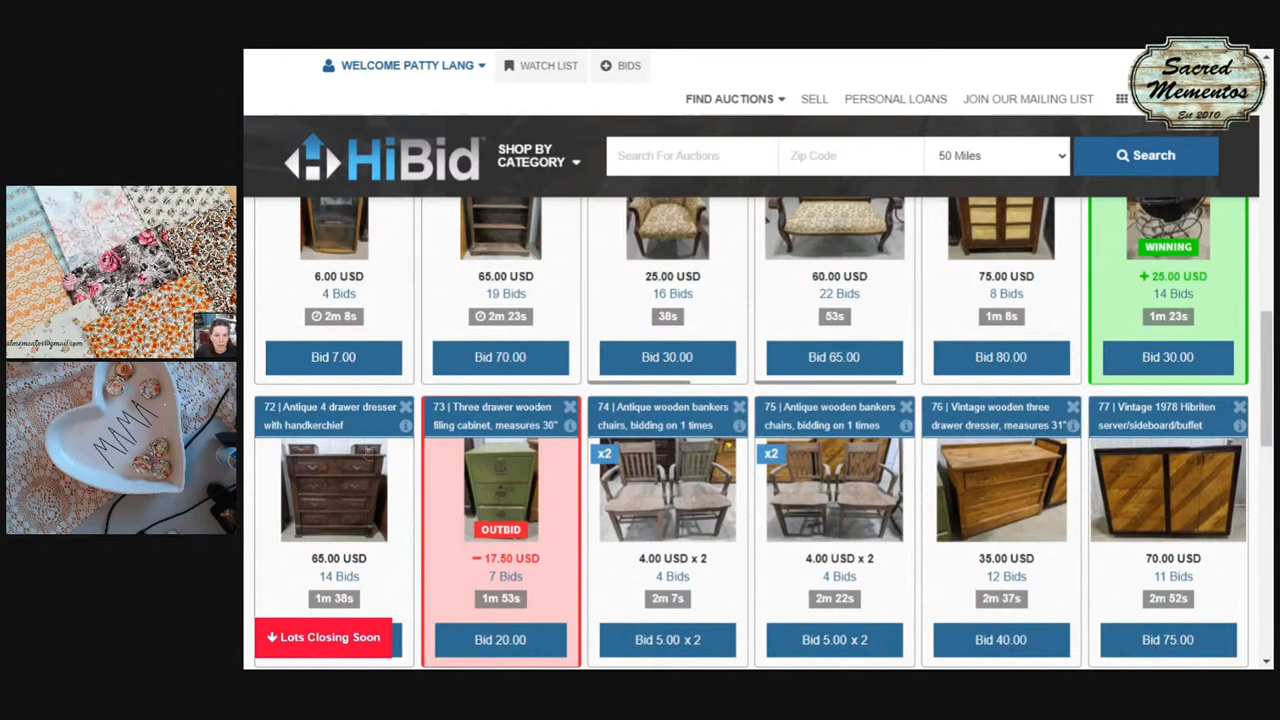 WELCOME PATTY LANG
WATCH LIST
BIDS
FIND AUCTIONS
SELL
PERSONAL LOANS
JOIN OUR MAILING LIST
Sacred
Mementos
Est 2010
HiBid
SHOP BY
CATEGORY
Search For Auctions
Zip Code
50 Miles
Search
WINNING
6.00 USD
65.00 USD
25.00 USD
60.00 USD
75.00 USD
+ 25.00 USD
4 Bids
19 Bids
16 Bids
22 Bids
8 Bids
14 Bids
2m 8s
2m 23s
38s
53s
1m 8s
1m 23s
Bid 7.00
Bid 70.00
Bid 30.00
Bid 65.00
Bid 80.00
Bid 30.00
72 | Antique 4 drawer dresser
with handkerchief
73 | Three drawer wooden
filing cabinet, measures 30"
74 | Antique wooden bankers
chairs, bidding on 1 times
75 | Antique wooden bankers
chairs, bidding on 1 times
76 | Vintage wooden three
drawer dresser, measures 31"
77 | Vintage 1978 Hibriten
server/sideboard/buffet
x2
x2
OUTBID
65.00 USD
− 17.50 USD
4.00 USD x 2
4.00 USD x 2
35.00 USD
70.00 USD
14 Bids
7 Bids
4 Bids
4 Bids
12 Bids
11 Bids
1m 38s
1m 53s
2m 7s
2m 22s
2m 37s
2m 52s
Lots Closing Soon
Bid 20.00
Bid 5.00 x 2
Bid 5.00 x 2
Bid 40.00
Bid 75.00
MAMA